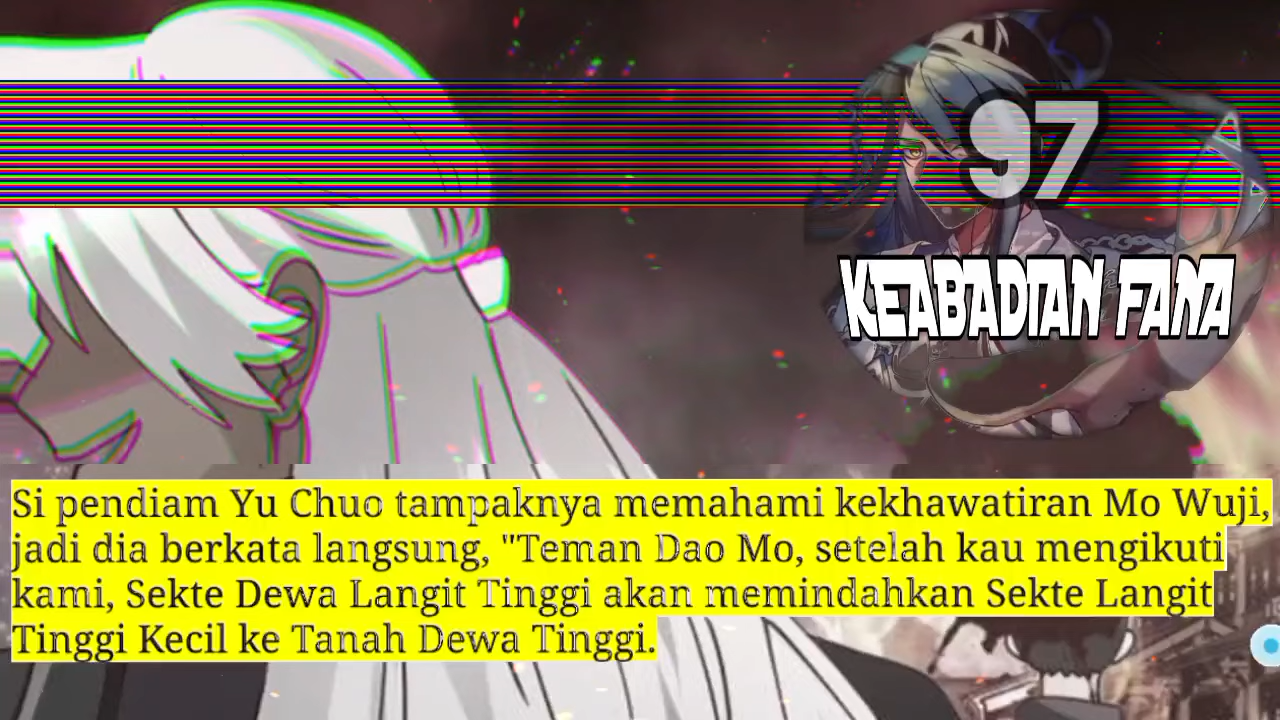 97
KEABADIAN FANA
Si pendiam Yu Chuo tampaknya memahami kekhawatiran Mo Wuji,
jadi dia berkata langsung, "Teman Dao Mo, setelah kau mengikuti
kami, Sekte Dewa Langit Tinggi akan memindahkan Sekte Langit
Tinggi Kecil ke Tanah Dewa Tinggi.